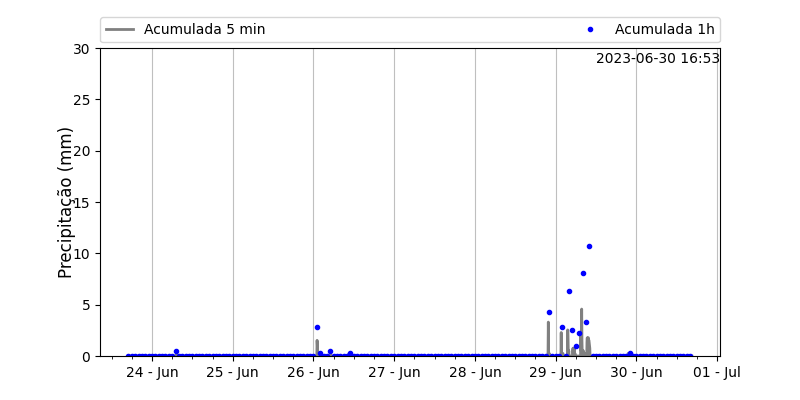 Acumulada 5 min Acumulada 1h
2023-06-30 16:53
Precipitação (mm)
30
25
20
15
10
5
0
24 - Jun 25 - Jun 26 - Jun 27 - Jun 28 - Jun 29 - Jun 30 - Jun 01 - Jul